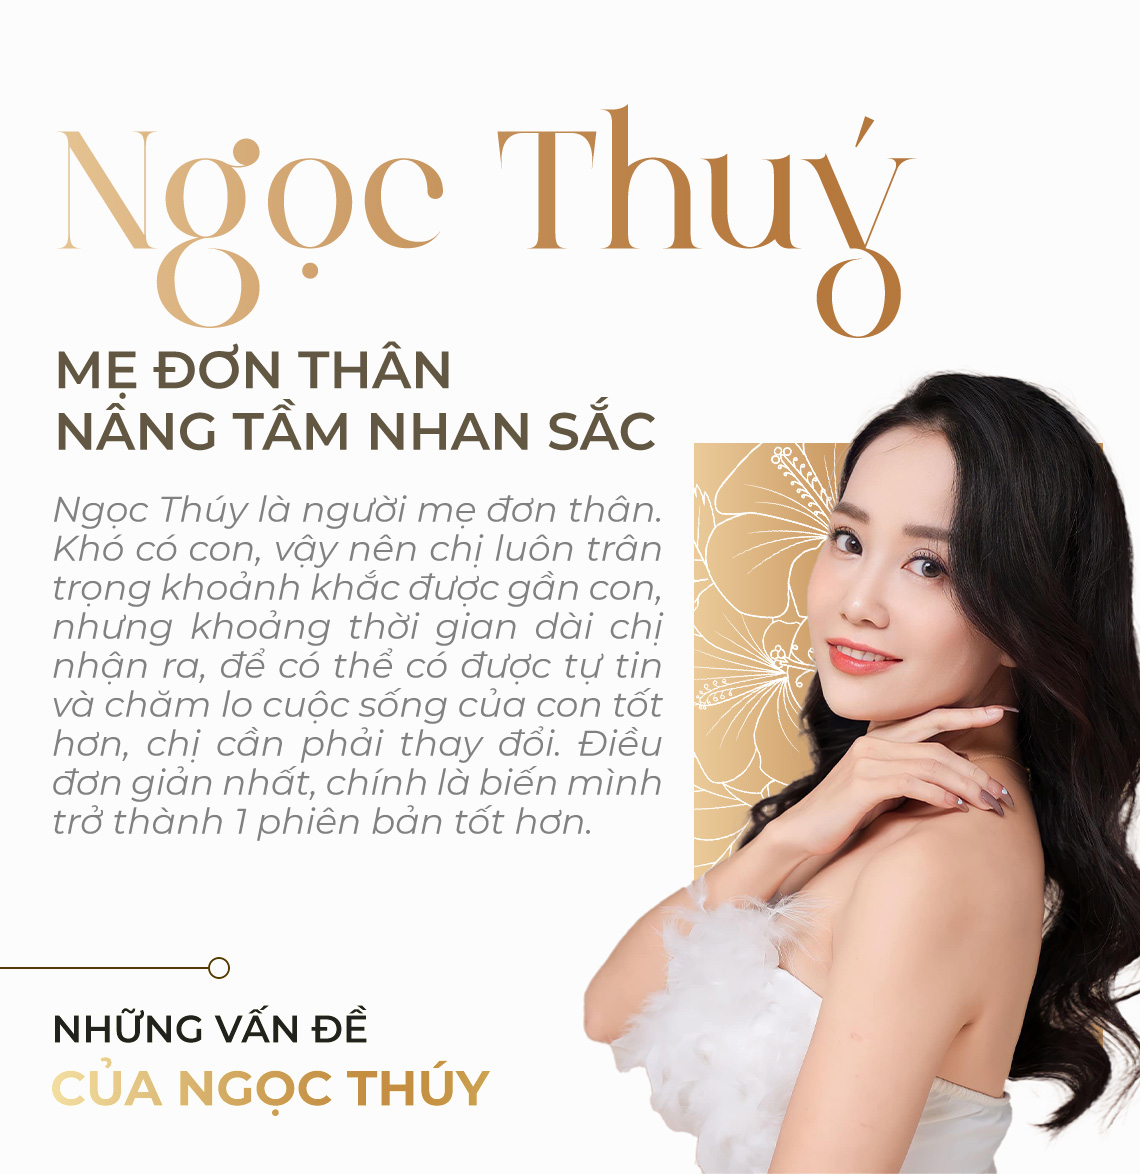 Ngọc Thuý
MẸ ĐƠN THÂN
NÂNG TẦM NHAN SẮC
Ngọc Thúy là người mẹ đơn thân.
Khó có con, vậy nên chị luôn trân
trọng khoảnh khắc được gần con,
nhưng khoảng thời gian dài chị
nhận ra, để có thể có được tự tin
và chăm lo cuộc sống của con tốt
hơn, chị cần phải thay đổi. Điều
đơn giản nhất, chính là biến mình
trở thành 1 phiên bản tốt hơn.
NHỮNG VẤN ĐỀ
CỦA NGỌC THÚY